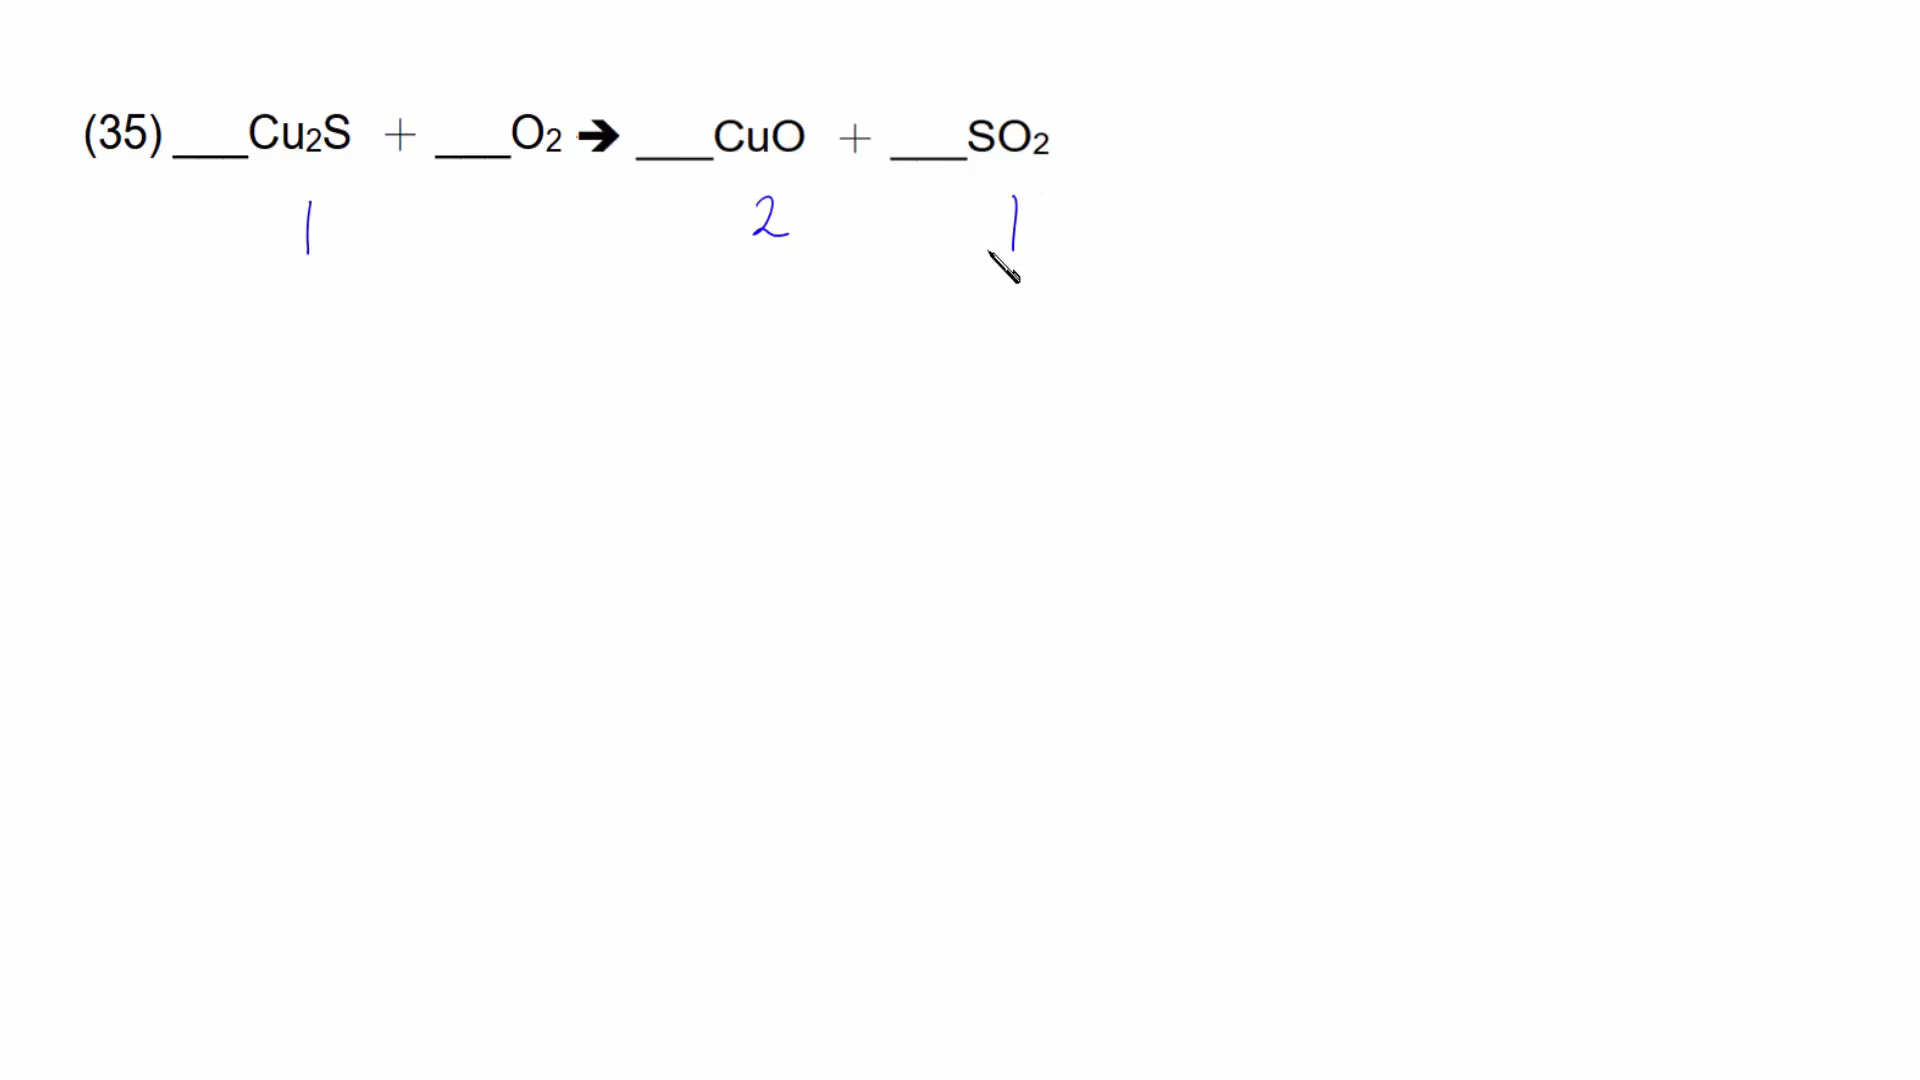 (35) ___Cu₂S + ___O₂ ➔ ___CuO + ___SO₂
1 2 1